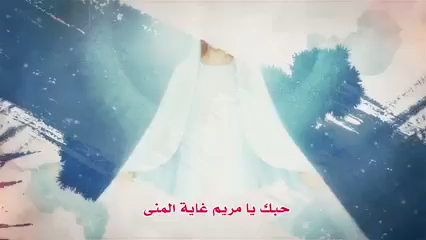 حبك يا مريم غاية المنى